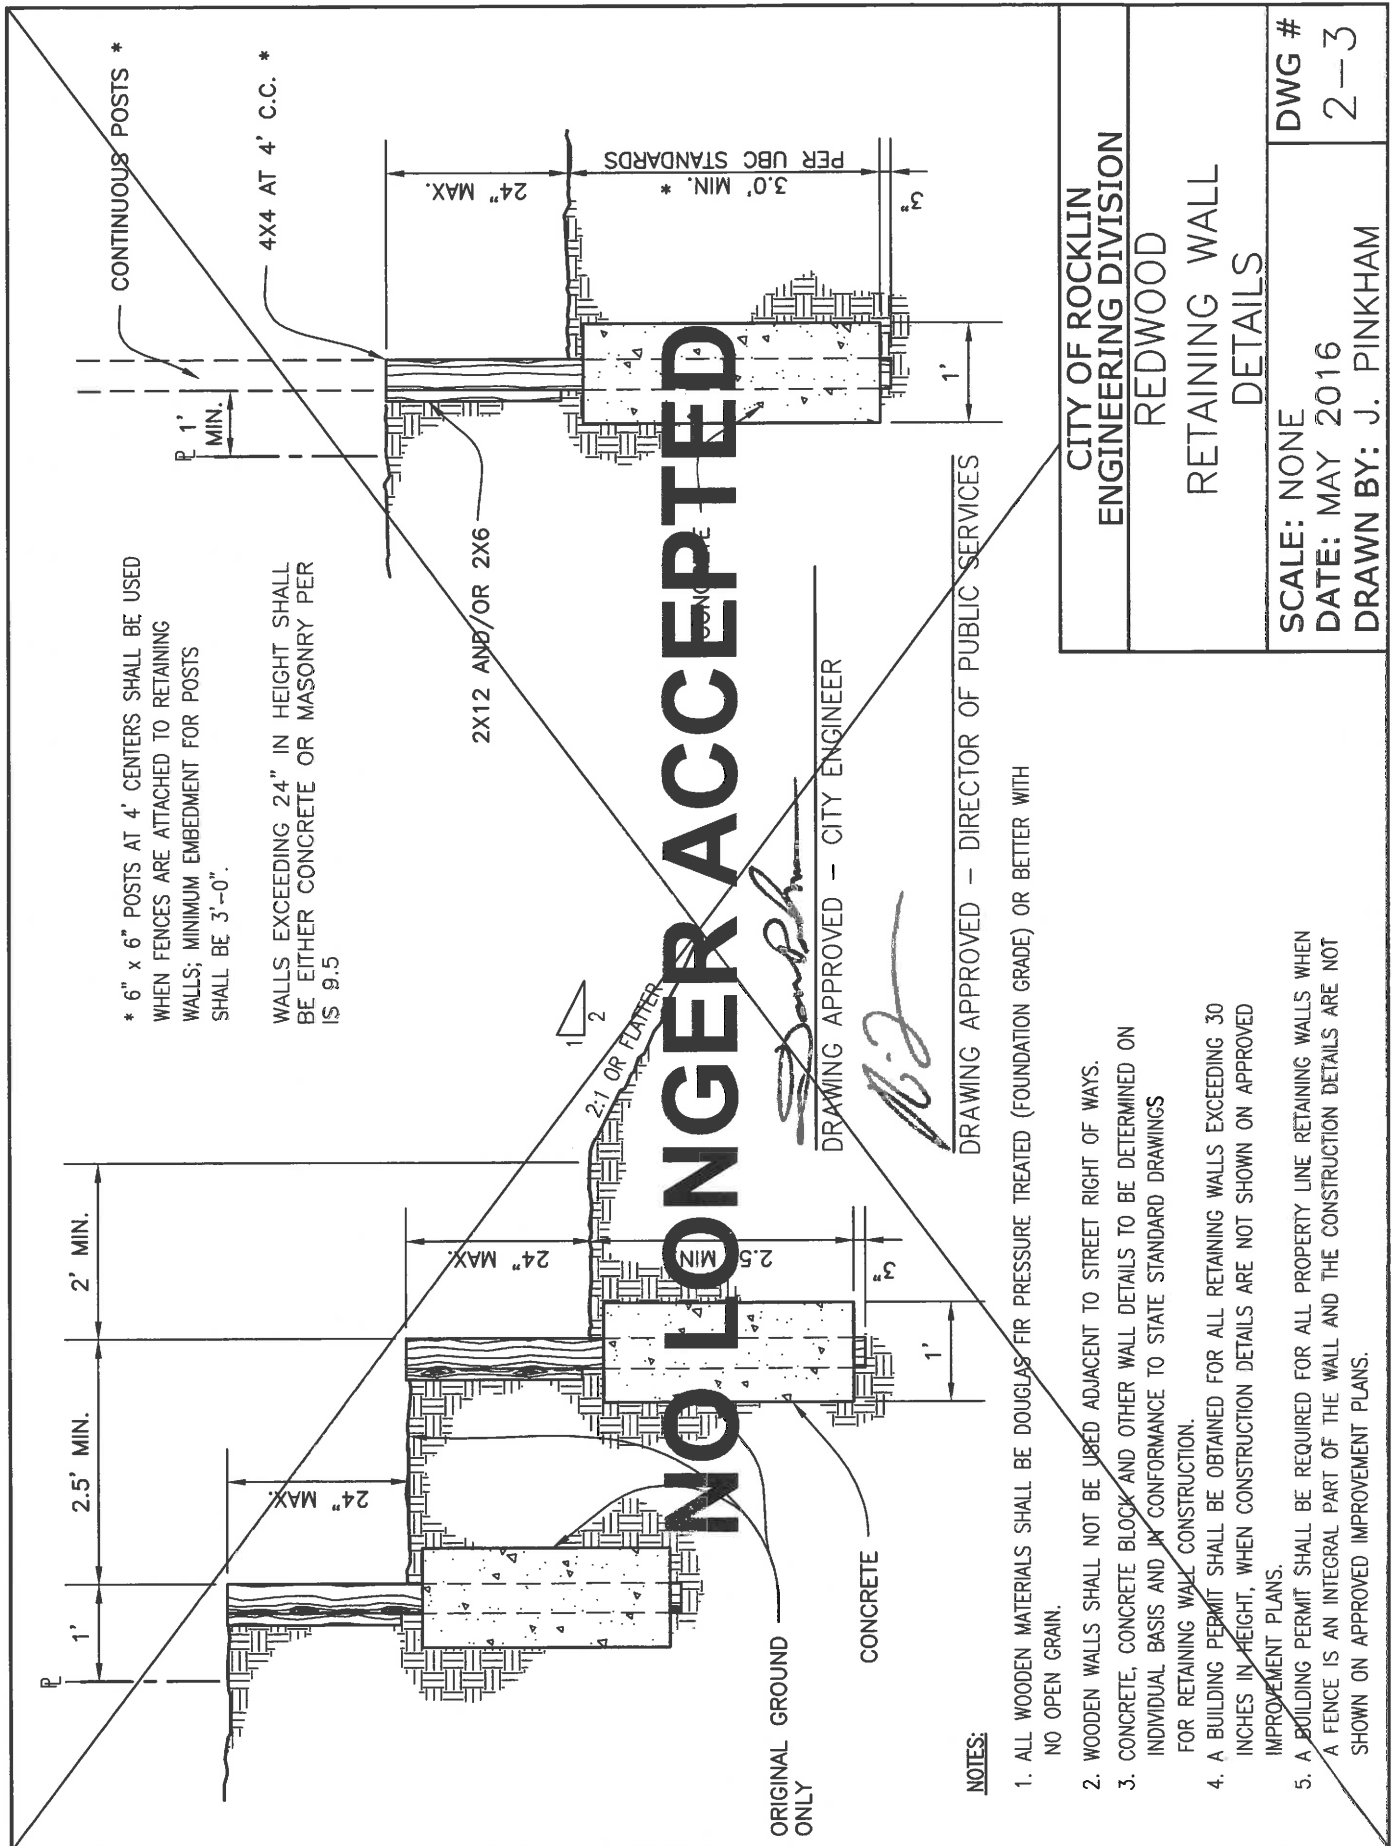 CONTINUOUS POSTS *
4X4 AT 4' C.C. *
* 6" x 6" POSTS AT 4' CENTERS SHALL BE USED
WHEN FENCES ARE ATTACHED TO RETAINING
WALLS; MINIMUM EMBEDMENT FOR POSTS
SHALL BE 3'-0".
WALLS EXCEEDING 24" IN HEIGHT SHALL
BE EITHER CONCRETE OR MASONRY PER
IS 9.5
1'
2.5' MIN.
2' MIN.
24" MAX.
24" MAX.
2.5' MIN
3"
1'
2:1 OR FLATTER
1
2
2X12 AND/OR 2X6
1'
MIN.
24" MAX.
3.0' MIN. *
PER UBC STANDARDS
3"
1'
ORIGINAL GROUND
ONLY
CONCRETE
NO LONGER ACCEPTED
DRAWING APPROVED – CITY ENGINEER
DRAWING APPROVED – DIRECTOR OF PUBLIC SERVICES
NOTES:
1. ALL WOODEN MATERIALS SHALL BE DOUGLAS FIR PRESSURE TREATED (FOUNDATION GRADE) OR BETTER WITH
NO OPEN GRAIN.
2. WOODEN WALLS SHALL NOT BE USED ADJACENT TO STREET RIGHT OF WAYS.
3. CONCRETE, CONCRETE BLOCK AND OTHER WALL DETAILS TO BE DETERMINED ON
INDIVIDUAL BASIS AND IN CONFORMANCE TO STATE STANDARD DRAWINGS
FOR RETAINING WALL CONSTRUCTION.
4. A BUILDING PERMIT SHALL BE OBTAINED FOR ALL RETAINING WALLS EXCEEDING 30
INCHES IN HEIGHT, WHEN CONSTRUCTION DETAILS ARE NOT SHOWN ON APPROVED
IMPROVEMENT PLANS.
5. A BUILDING PERMIT SHALL BE REQUIRED FOR ALL PROPERTY LINE RETAINING WALLS WHEN
A FENCE IS AN INTEGRAL PART OF THE WALL AND THE CONSTRUCTION DETAILS ARE NOT
SHOWN ON APPROVED IMPROVEMENT PLANS.
CITY OF ROCKLIN
ENGINEERING DIVISION
REDWOOD
RETAINING WALL
DETAILS
SCALE: NONE
DATE: MAY 2016
DRAWN BY: J. PINKHAM
DWG #
2-3